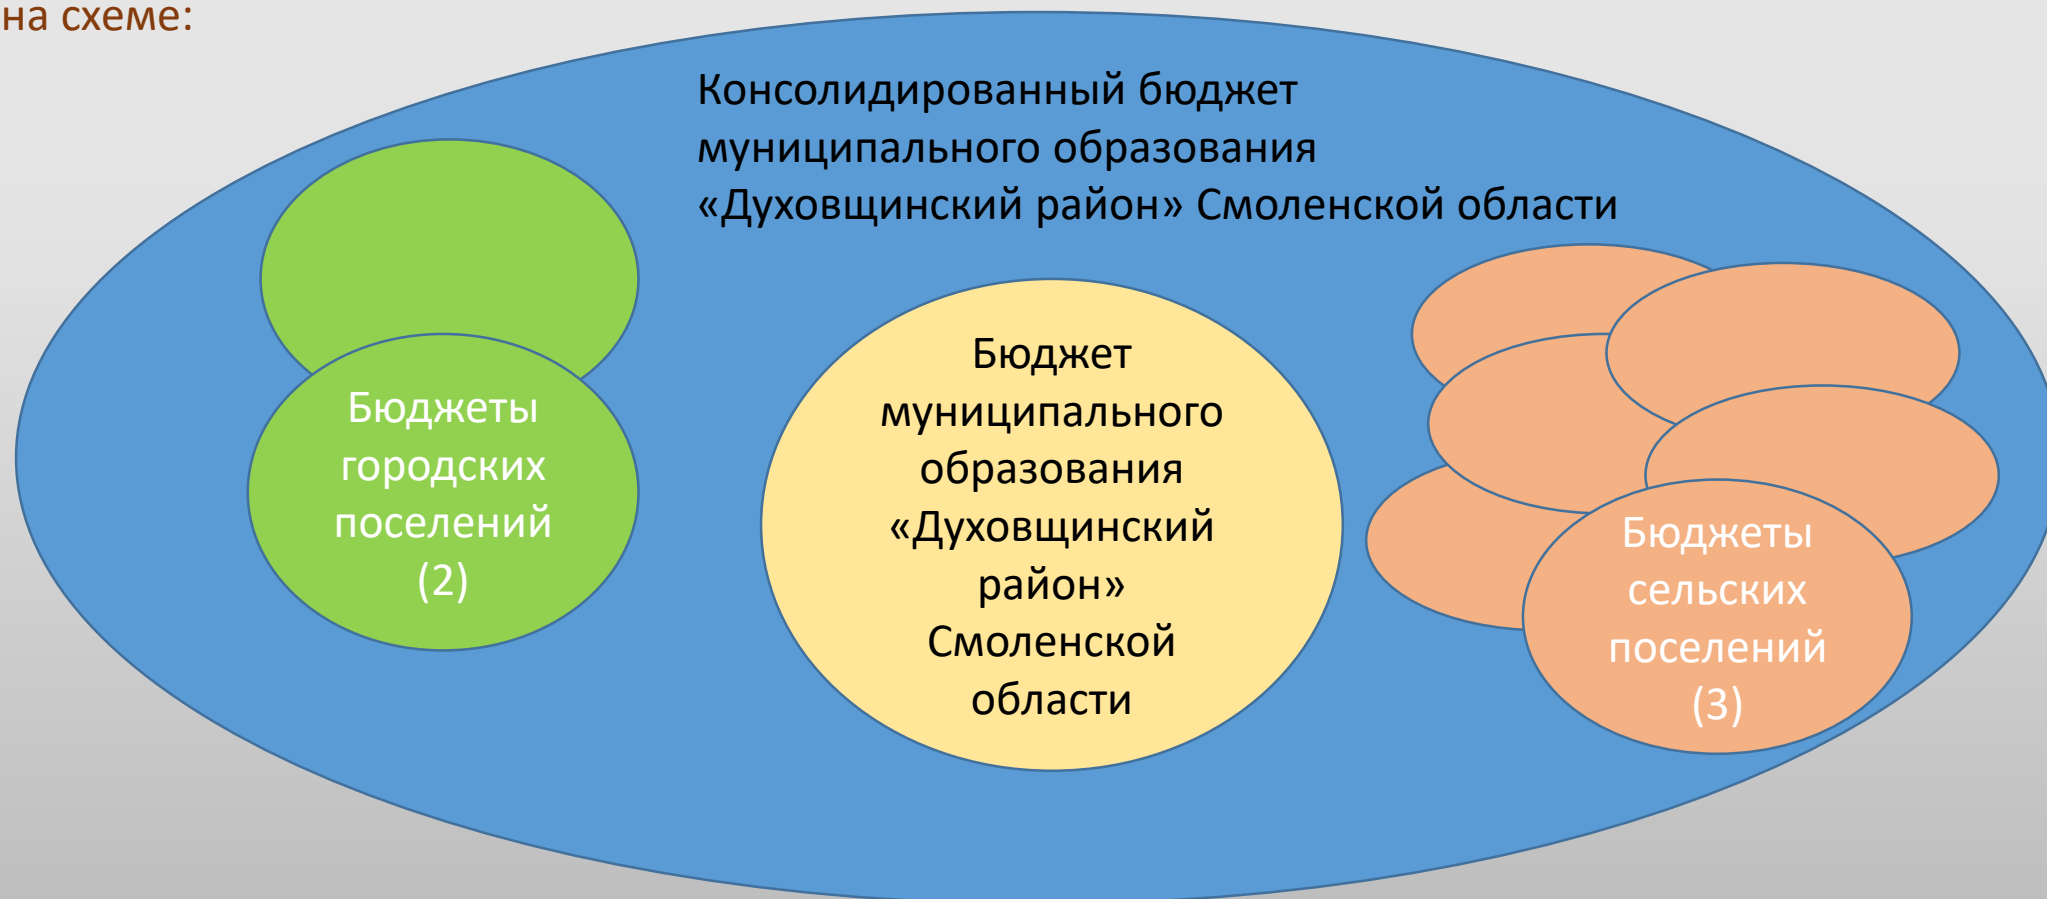 на схеме:
Консолидированный бюджет
муниципального образования
«Духовщинский район» Смоленской области
Бюджеты
городских
поселений
(2)
Бюджет
муниципального
образования
«Духовщинский
район»
Смоленской
области
Бюджеты
сельских
поселений
(3)